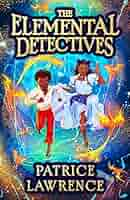 THE
ELEMENTAL
DETECTIVES
PATRICE
LAWRENCE